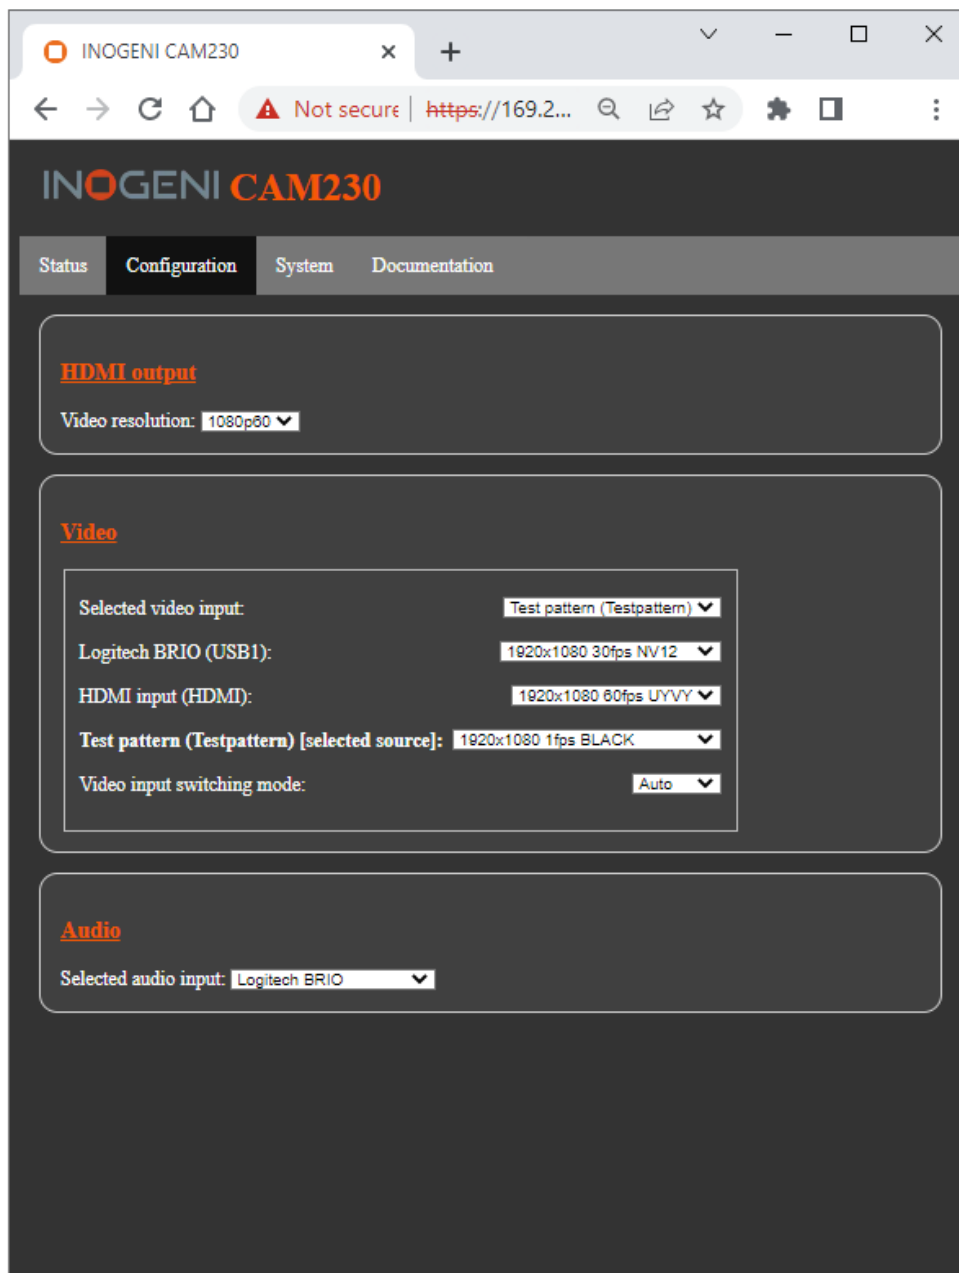 INOGENI CAM230
Not secure https://169.2...
INOGENI CAM230
Status Configuration System Documentation
HDMI output
Video resolution: 1080p60
Video
Selected video input: Test pattern (Testpattern)
Logitech BRIO (USB1): 1920x1080 30fps NV12
HDMI input (HDMI): 1920x1080 60fps UYVY
Test pattern (Testpattern) [selected source]: 1920x1080 1fps BLACK
Video input switching mode: Auto
Audio
Selected audio input: Logitech BRIO